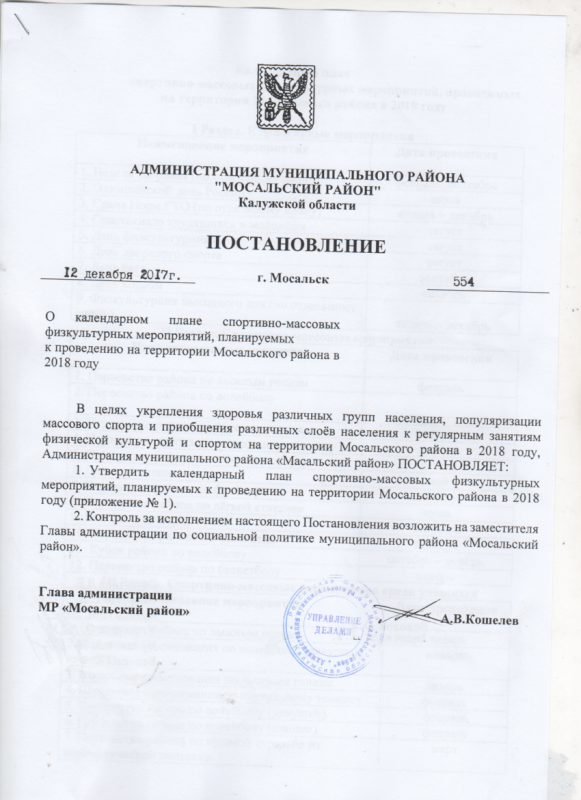 АДМИНИСТРАЦИЯ МУНИЦИПАЛЬНОГО РАЙОНА
"МОСАЛЬСКИЙ РАЙОН"
Калужской области
ПОСТАНОВЛЕНИЕ
12 декабря 2017г. г. Мосальск 554
О календарном плане спортивно-массовых
физкультурных мероприятий, планируемых
к проведению на территории Мосальского района в
2018 году
В целях укрепления здоровья различных групп населения, популяризации
массового спорта и приобщения различных слоёв населения к регулярным занятиям
физической культурой и спортом на территории Мосальского района в 2018 году,
Администрация муниципального района «Масальский район» ПОСТАНОВЛЯЕТ:
1. Утвердить календарный план спортивно-массовых физкультурных
мероприятий, планируемых к проведению на территории Мосальского района в 2018
году (приложение № 1).
2. Контроль за исполнением настоящего Постановления возложить на заместителя
Главы администрации по социальной политике муниципального района «Мосальский
район».
Глава администрации
МР «Мосальский район» А.В.Кошелев
УПРАВЛЕНИЕ
ДЕЛАМИ